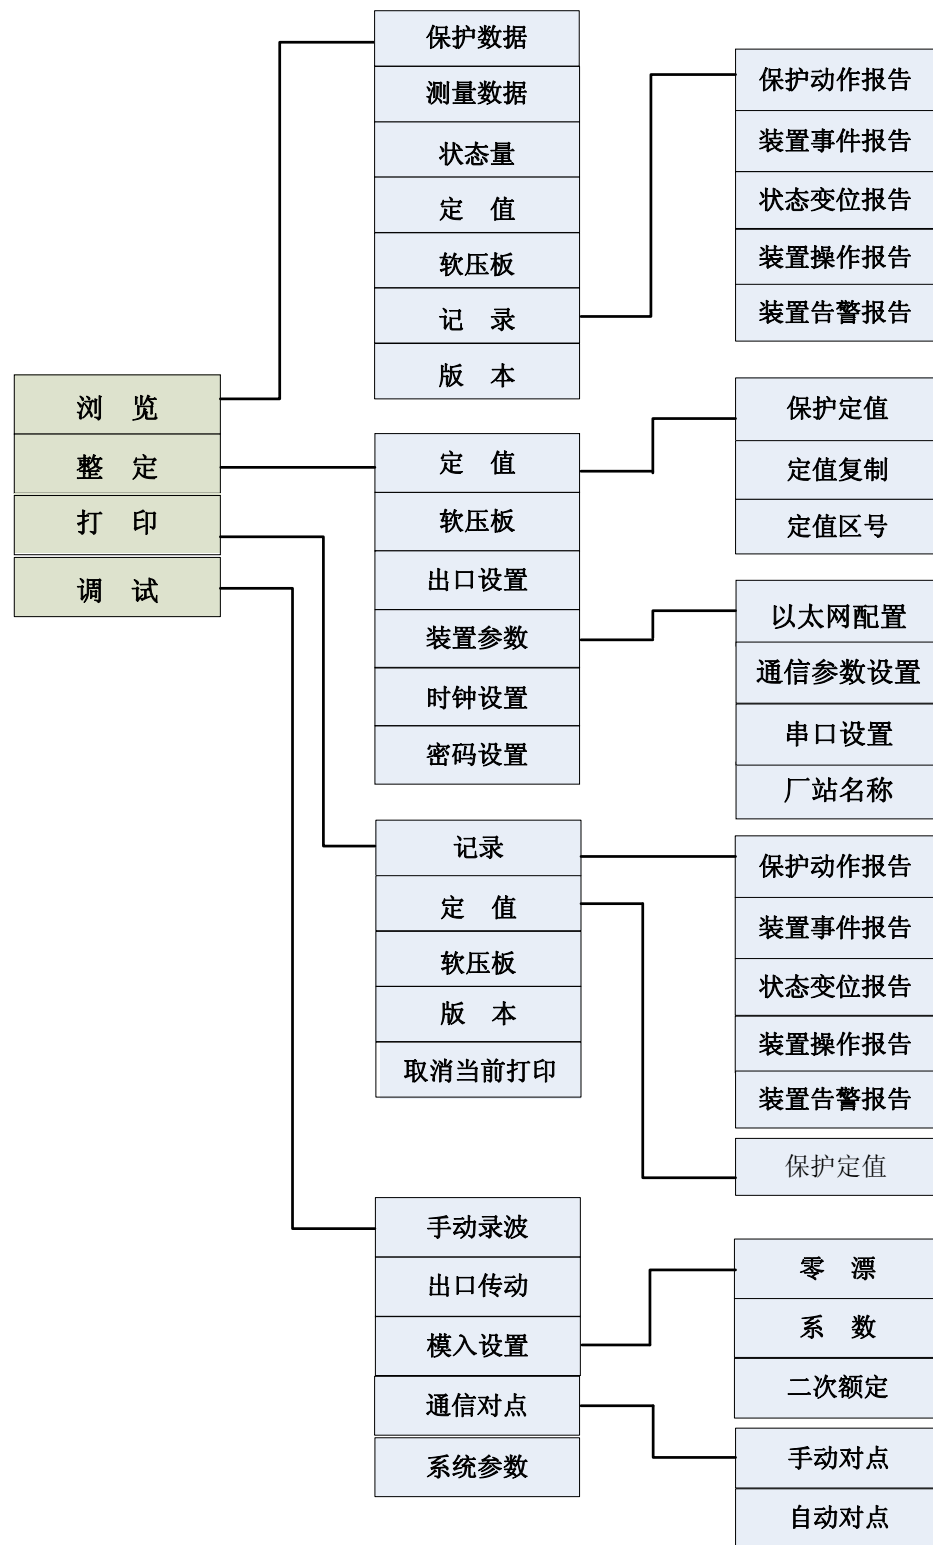 浏 览
整 定
打 印
调 试
保护数据
测量数据
状态量
定 值
软压板
记 录
版 本
保护动作报告
装置事件报告
状态变位报告
装置操作报告
装置告警报告
定 值
软压板
出口设置
装置参数
时钟设置
密码设置
保护定值
定值复制
定值区号
以太网配置
通信参数设置
串口设置
厂站名称
记录
定 值
软压板
版 本
取消当前打印
保护动作报告
装置事件报告
状态变位报告
装置操作报告
装置告警报告
保护定值
手动录波
出口传动
模入设置
通信对点
系统参数
零 漂
系 数
二次额定
手动对点
自动对点